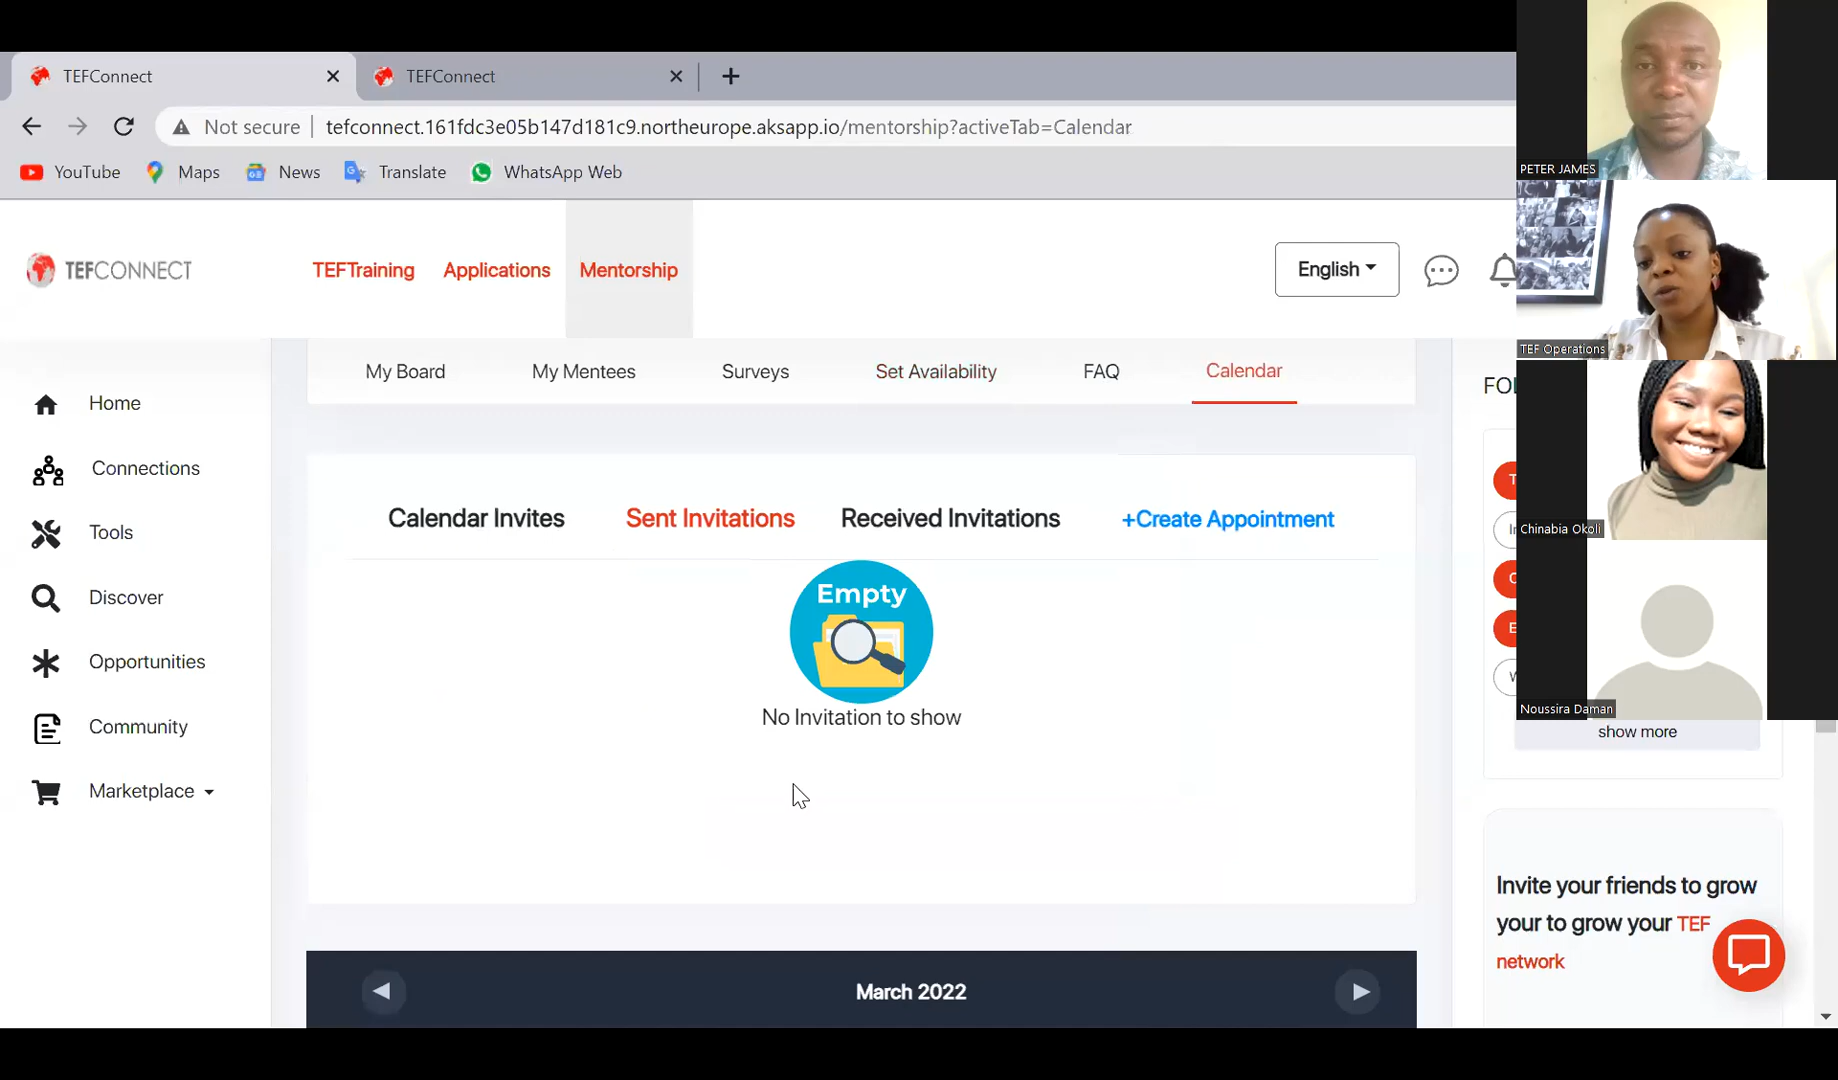 TEFConnect
TEFConnect
Not secure
tefconnect.161fdc3e05b147d181c9.northeurope.aksapp.io/mentorship?activeTab=Calendar
YouTube
Maps
News
Translate
WhatsApp Web
TEFCONNECT
TEFTraining
Applications
Mentorship
English
My Board
My Mentees
Surveys
Set Availability
FAQ
Calendar
Home
Connections
Tools
Discover
Opportunities
Community
Marketplace
Calendar Invites
Sent Invitations
Received Invitations
+Create Appointment
Empty
No Invitation to show
March 2022
PETER JAMES
TEF Operations
Chinabia Okoli
Noussira Daman
show more
Invite your friends to grow
your to grow your TEF
network